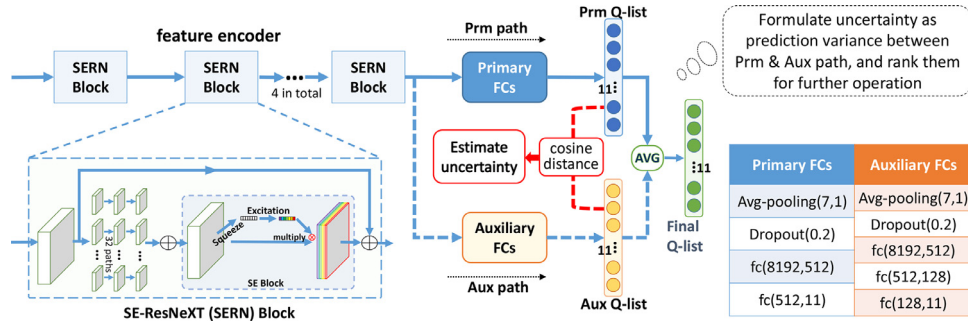 feature encoder
SERN
Block
SERN
Block
4 in total
SERN
Block
Prm path
Primary
FCs
Prm Q-list
11
Formulate uncertainty as
prediction variance between
Prm & Aux path, and rank them
for further operation
Estimate
uncertainty
cosine
distance
AVG
11
Final
Q-list
Auxiliary
FCs
Aux path
11
Aux Q-list
32 paths
Squeeze
Excitation
multiply
SE Block
SE-ResNeXT (SERN) Block
Primary FCs
Auxiliary FCs
Avg-pooling(7,1)
Avg-pooling(7,1)
Dropout(0.2)
Dropout(0.2)
fc(8192,512)
fc(8192,512)
fc(512,128)
fc(512,11)
fc(128,11)